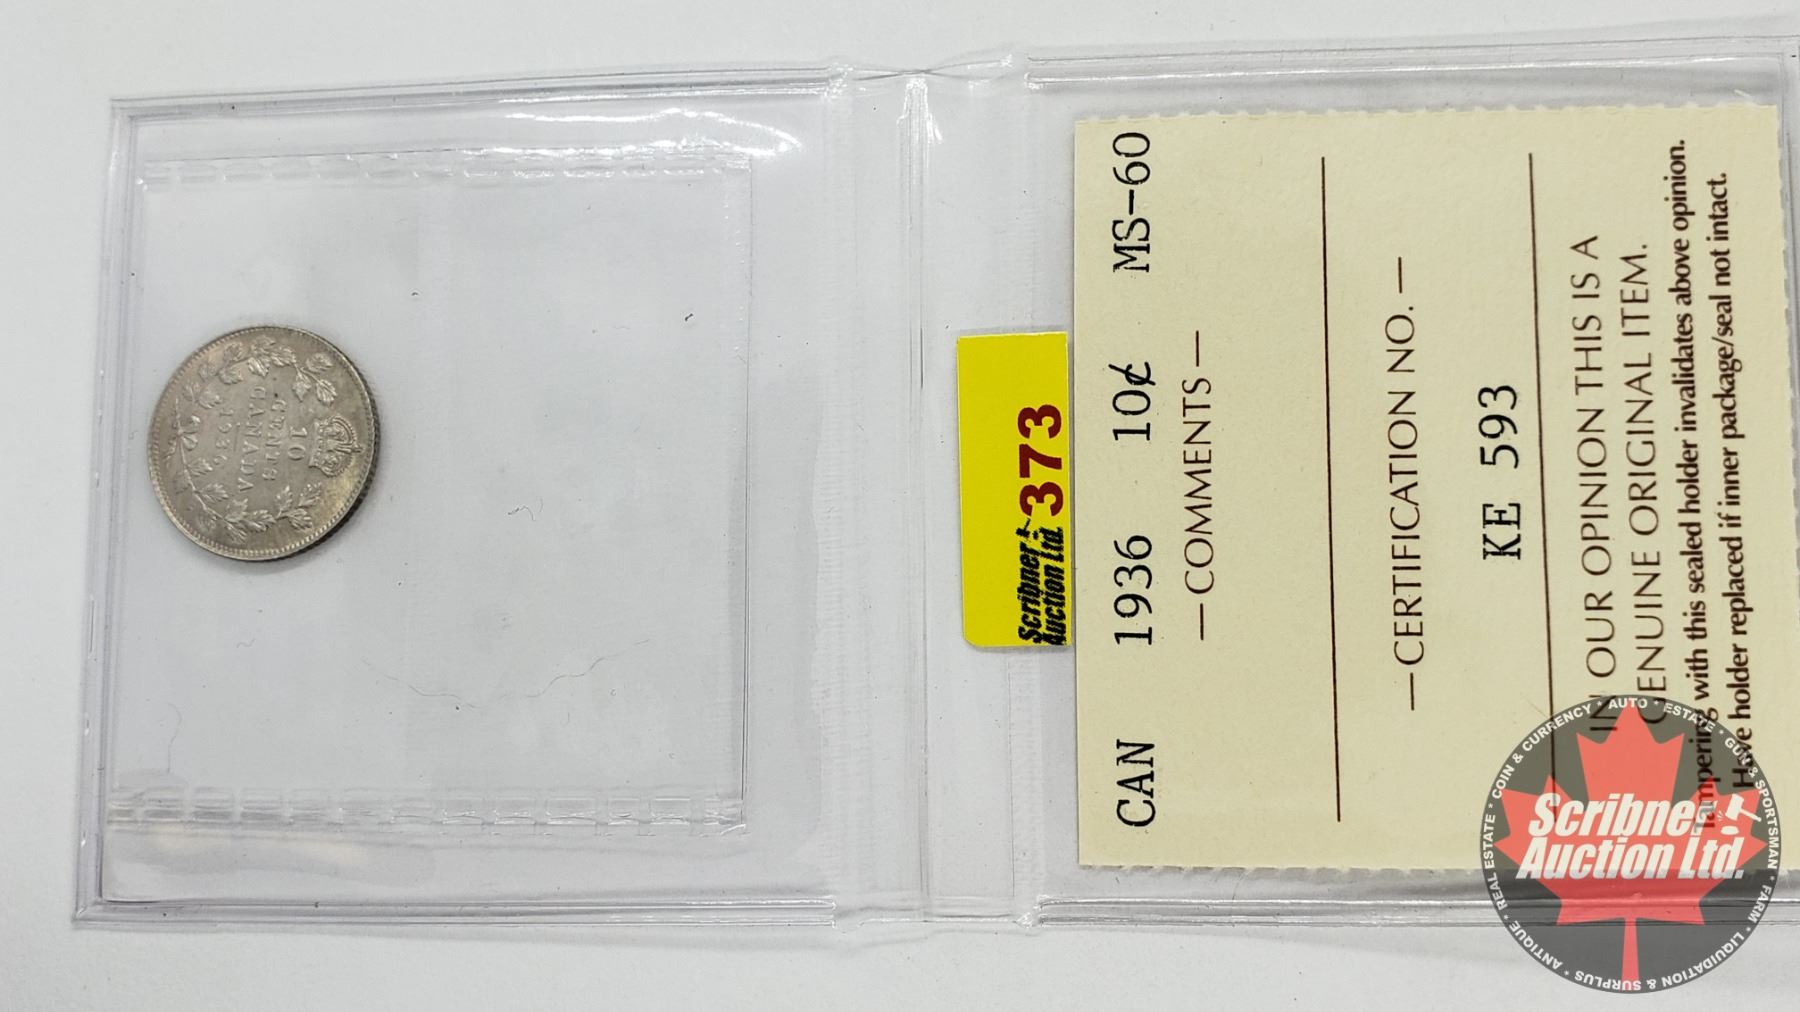 10
CENTS
CANADA
1936
Scribner
Auction Ltd.
373
CAN 1936 10¢ MS-60
—COMMENTS—
—CERTIFICATION NO.—
KE 593
IN OUR OPINION THIS IS A
GENUINE ORIGINAL ITEM.
Tampering with this sealed holder invalidates above opinion.
Have holder replaced if inner package/seal not intact.
ANTIQUE * REAL ESTATE * COIN & CURRENCY * AUTO * ESTATE * GUN & SPORTSMAN * FARM * LIQUIDATION & SURPLUS *
Scribner
Auction Ltd.